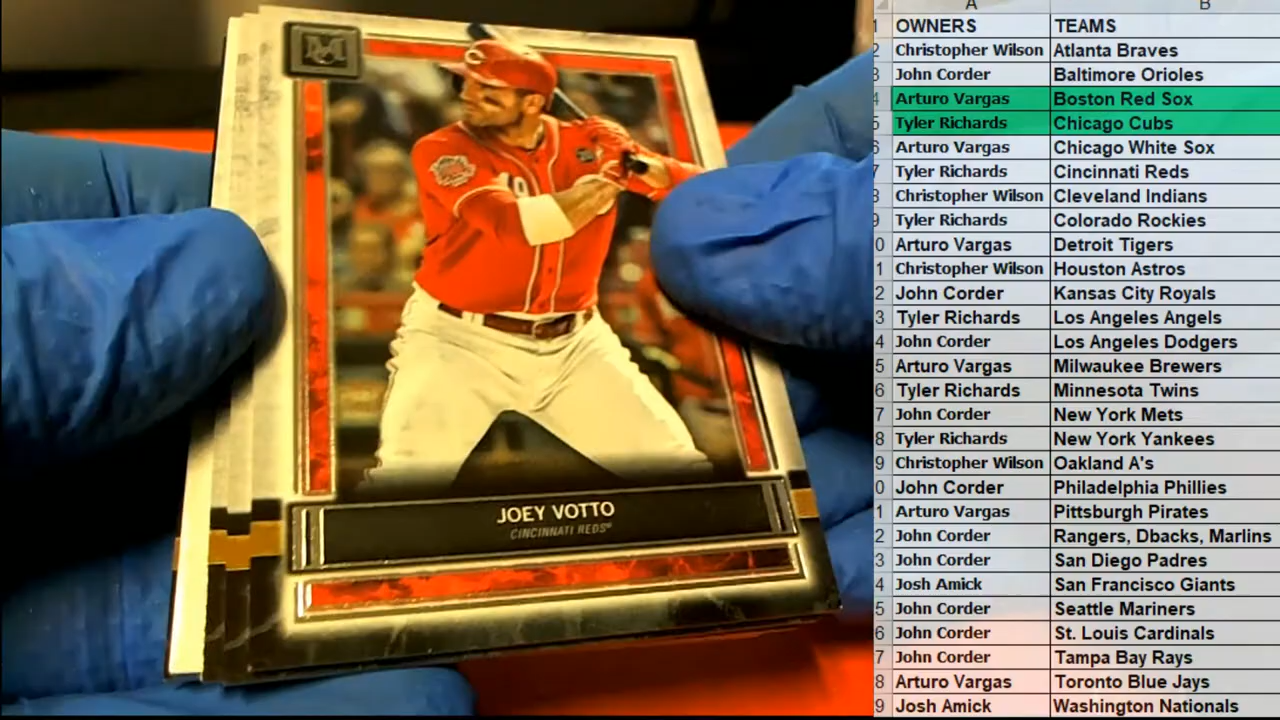 M
C
19
JOEY VOTTO
CINCINNATI REDS
A B
1 OWNERS TEAMS
2 Christopher Wilson Atlanta Braves
3 John Corder Baltimore Orioles
4 Arturo Vargas Boston Red Sox
5 Tyler Richards Chicago Cubs
6 Arturo Vargas Chicago White Sox
7 Tyler Richards Cincinnati Reds
8 Christopher Wilson Cleveland Indians
9 Tyler Richards Colorado Rockies
0 Arturo Vargas Detroit Tigers
1 Christopher Wilson Houston Astros
2 John Corder Kansas City Royals
3 Tyler Richards Los Angeles Angels
4 John Corder Los Angeles Dodgers
5 Arturo Vargas Milwaukee Brewers
6 Tyler Richards Minnesota Twins
7 John Corder New York Mets
8 Tyler Richards New York Yankees
9 Christopher Wilson Oakland A's
0 John Corder Philadelphia Phillies
1 Arturo Vargas Pittsburgh Pirates
2 John Corder Rangers, Dbacks, Marlins
3 John Corder San Diego Padres
4 Josh Amick San Francisco Giants
5 John Corder Seattle Mariners
6 John Corder St. Louis Cardinals
7 John Corder Tampa Bay Rays
8 Arturo Vargas Toronto Blue Jays
9 Josh Amick Washington Nationals